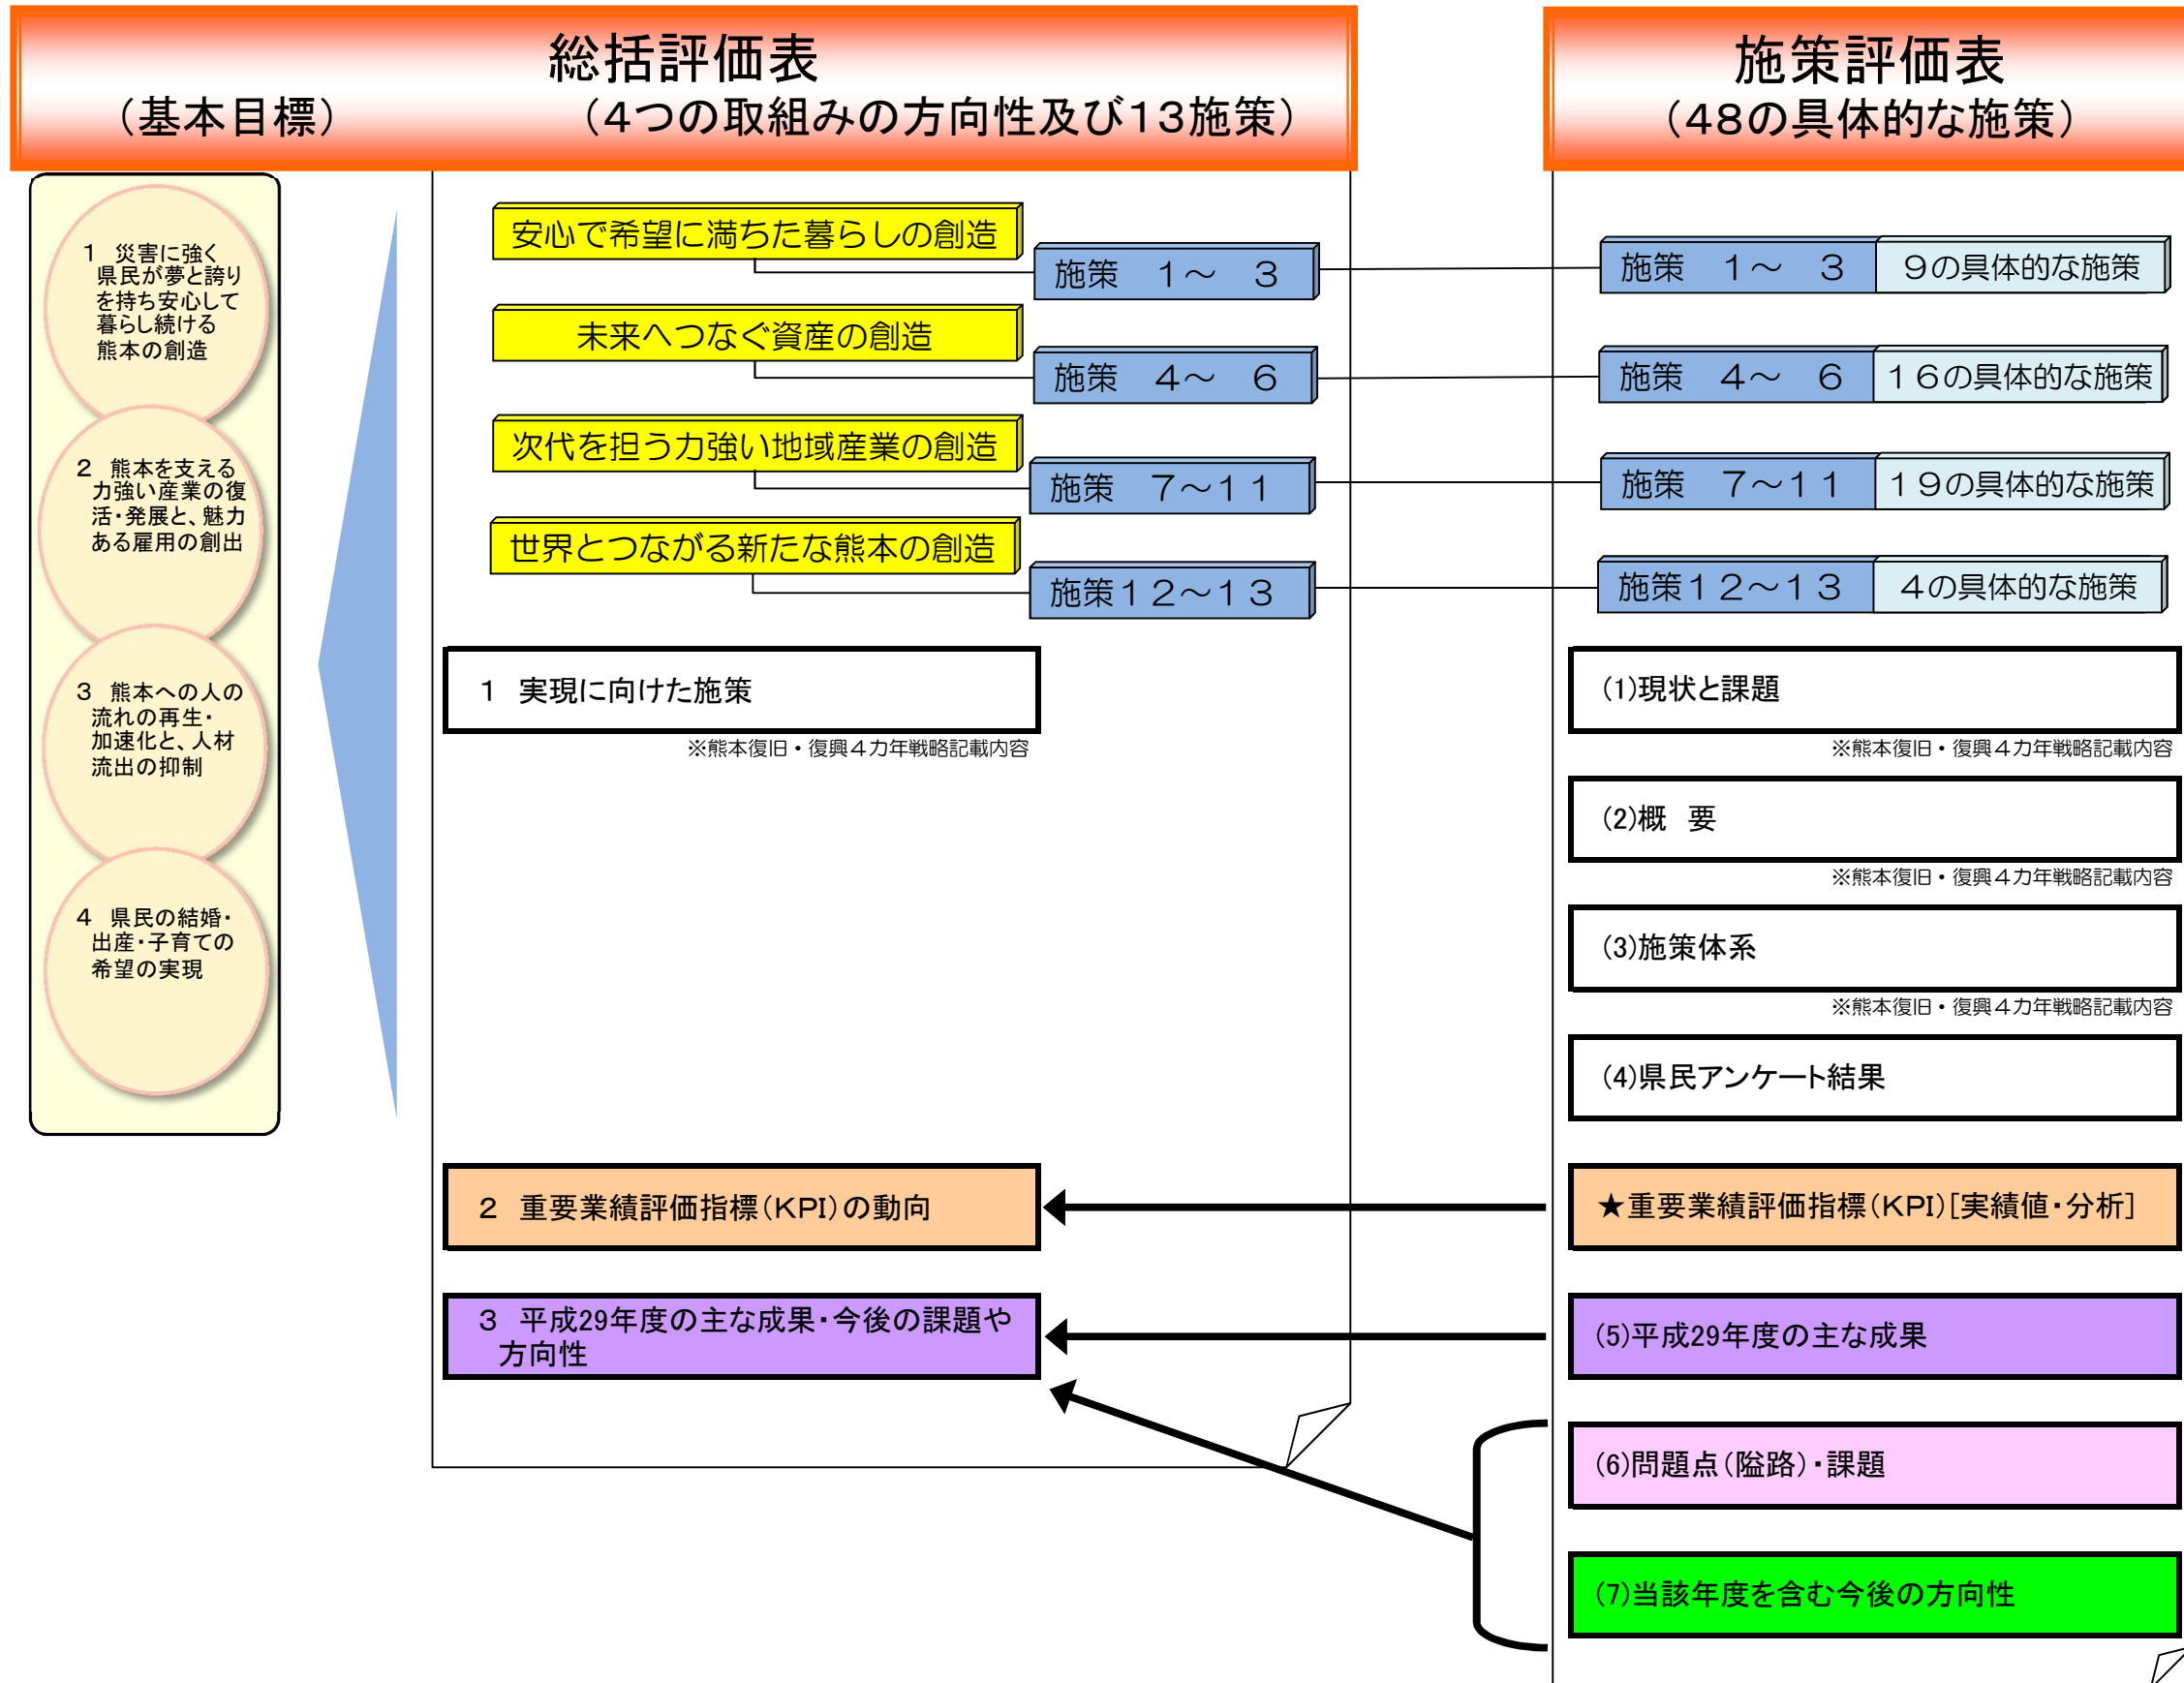 総括評価表
（基本目標） （４つの取組みの方向性及び１３施策）
1 災害に強く
県民が夢と誇り
を持ち安心して
暮らし続ける
熊本の創造
2 熊本を支える
力強い産業の復
活・発展と、魅力
ある雇用の創出
3 熊本への人の
流れの再生・
加速化と、人材
流出の抑制
4 県民の結婚・
出産・子育ての
希望の実現
安心で希望に満ちた暮らしの創造
施策　１～　３
未来へつなぐ資産の創造
施策　４～　６
次代を担う力強い地域産業の創造
施策　７～１１
世界とつながる新たな熊本の創造
施策１２～１３
1 実現に向けた施策
※熊本復旧・復興４カ年戦略記載内容
2 重要業績評価指標(KPI)の動向
3 平成29年度の主な成果・今後の課題や
方向性
施策評価表
（４８の具体的な施策）
施策　１～　３ ９の具体的な施策
施策　４～　６ １６の具体的な施策
施策　７～１１ １９の具体的な施策
施策１２～１３ ４の具体的な施策
(1)現状と課題
※熊本復旧・復興４カ年戦略記載内容
(2)概　要
※熊本復旧・復興４カ年戦略記載内容
(3)施策体系
※熊本復旧・復興４カ年戦略記載内容
(4)県民アンケート結果
★重要業績評価指標(KPI)[実績値・分析]
(5)平成29年度の主な成果
(6)問題点(隘路)・課題
(7)当該年度を含む今後の方向性